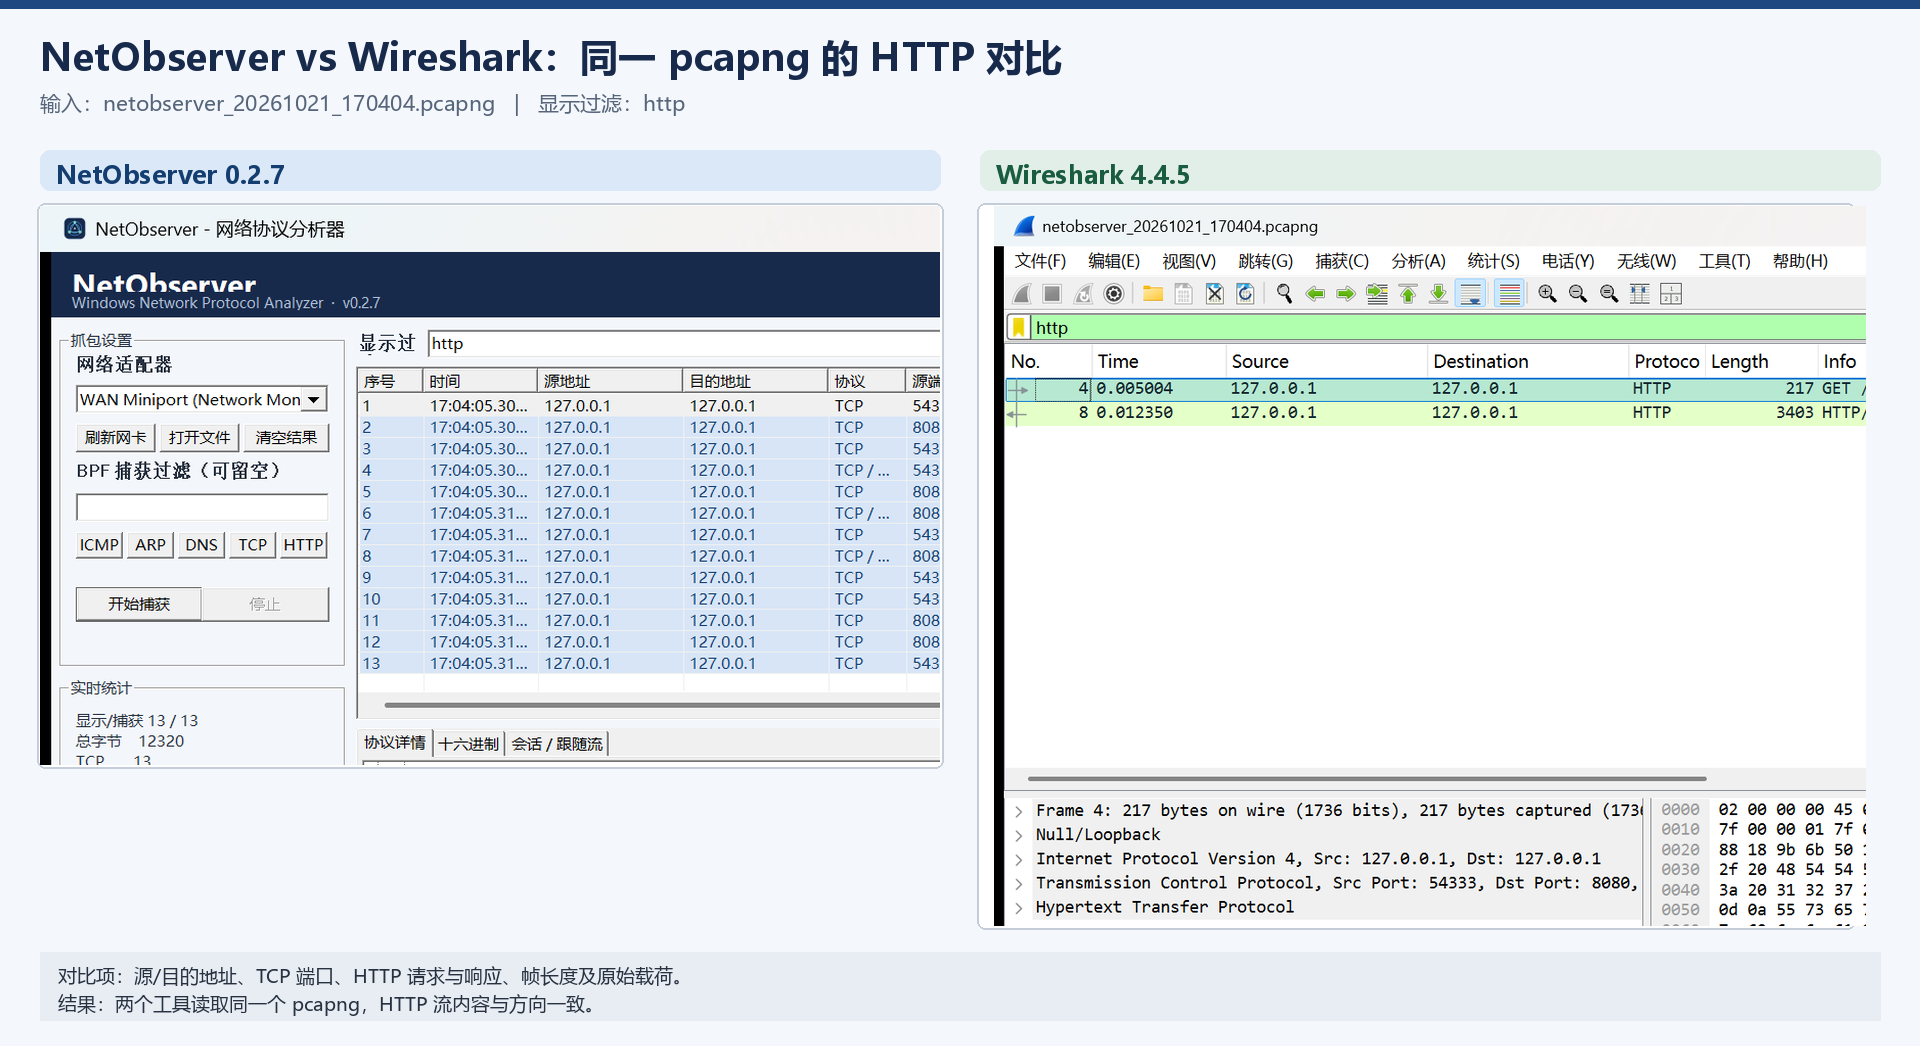 NetObserver vs Wireshark：同一 pcapng 的 HTTP 对比
输入：netobserver_20261021_170404.pcapng | 显示过滤：http
NetObserver 0.2.7
NetObserver - 网络协议分析器
NetObserver
Windows Network Protocol Analyzer · v0.2.7
抓包设置
网络适配器
WAN Miniport (Network Mon
刷新网卡 打开文件 清空结果
BPF 捕获过滤（可留空）
ICMP ARP DNS TCP HTTP
开始捕获 停止
实时统计
显示/捕获 13 / 13
总字节 12320
TCP 13
显示过 http
序号 时间 源地址 目的地址 协议 源端
1 17:04:05.30... 127.0.0.1 127.0.0.1 TCP 543
2 17:04:05.30... 127.0.0.1 127.0.0.1 TCP 808
3 17:04:05.30... 127.0.0.1 127.0.0.1 TCP 543
4 17:04:05.30... 127.0.0.1 127.0.0.1 TCP / ... 543
5 17:04:05.30... 127.0.0.1 127.0.0.1 TCP 808
6 17:04:05.31... 127.0.0.1 127.0.0.1 TCP / ... 808
7 17:04:05.31... 127.0.0.1 127.0.0.1 TCP 543
8 17:04:05.31... 127.0.0.1 127.0.0.1 TCP / ... 808
9 17:04:05.31... 127.0.0.1 127.0.0.1 TCP 543
10 17:04:05.31... 127.0.0.1 127.0.0.1 TCP 543
11 17:04:05.31... 127.0.0.1 127.0.0.1 TCP 808
12 17:04:05.31... 127.0.0.1 127.0.0.1 TCP 808
13 17:04:05.31... 127.0.0.1 127.0.0.1 TCP 543
协议详情 十六进制 会话 / 跟随流
Wireshark 4.4.5
netobserver_20261021_170404.pcapng
文件(F) 编辑(E) 视图(V) 跳转(G) 捕获(C) 分析(A) 统计(S) 电话(Y) 无线(W) 工具(T) 帮助(H)
http
No. Time Source Destination Protoco Length Info
4 0.005004 127.0.0.1 127.0.0.1 HTTP 217 GET /
8 0.012350 127.0.0.1 127.0.0.1 HTTP 3403 HTTP/
Frame 4: 217 bytes on wire (1736 bits), 217 bytes captured (173
Null/Loopback
Internet Protocol Version 4, Src: 127.0.0.1, Dst: 127.0.0.1
Transmission Control Protocol, Src Port: 54333, Dst Port: 8080,
Hypertext Transfer Protocol
0000 02 00 00 00 45
0010 7f 00 00 01 7f
0020 88 18 9b 6b 50
0030 2f 20 48 54 54
0040 3a 20 31 32 37
0050 0d 0a 55 73 65
对比项：源/目的地址、TCP 端口、HTTP 请求与响应、帧长度及原始载荷。
结果：两个工具读取同一个 pcapng，HTTP 流内容与方向一致。